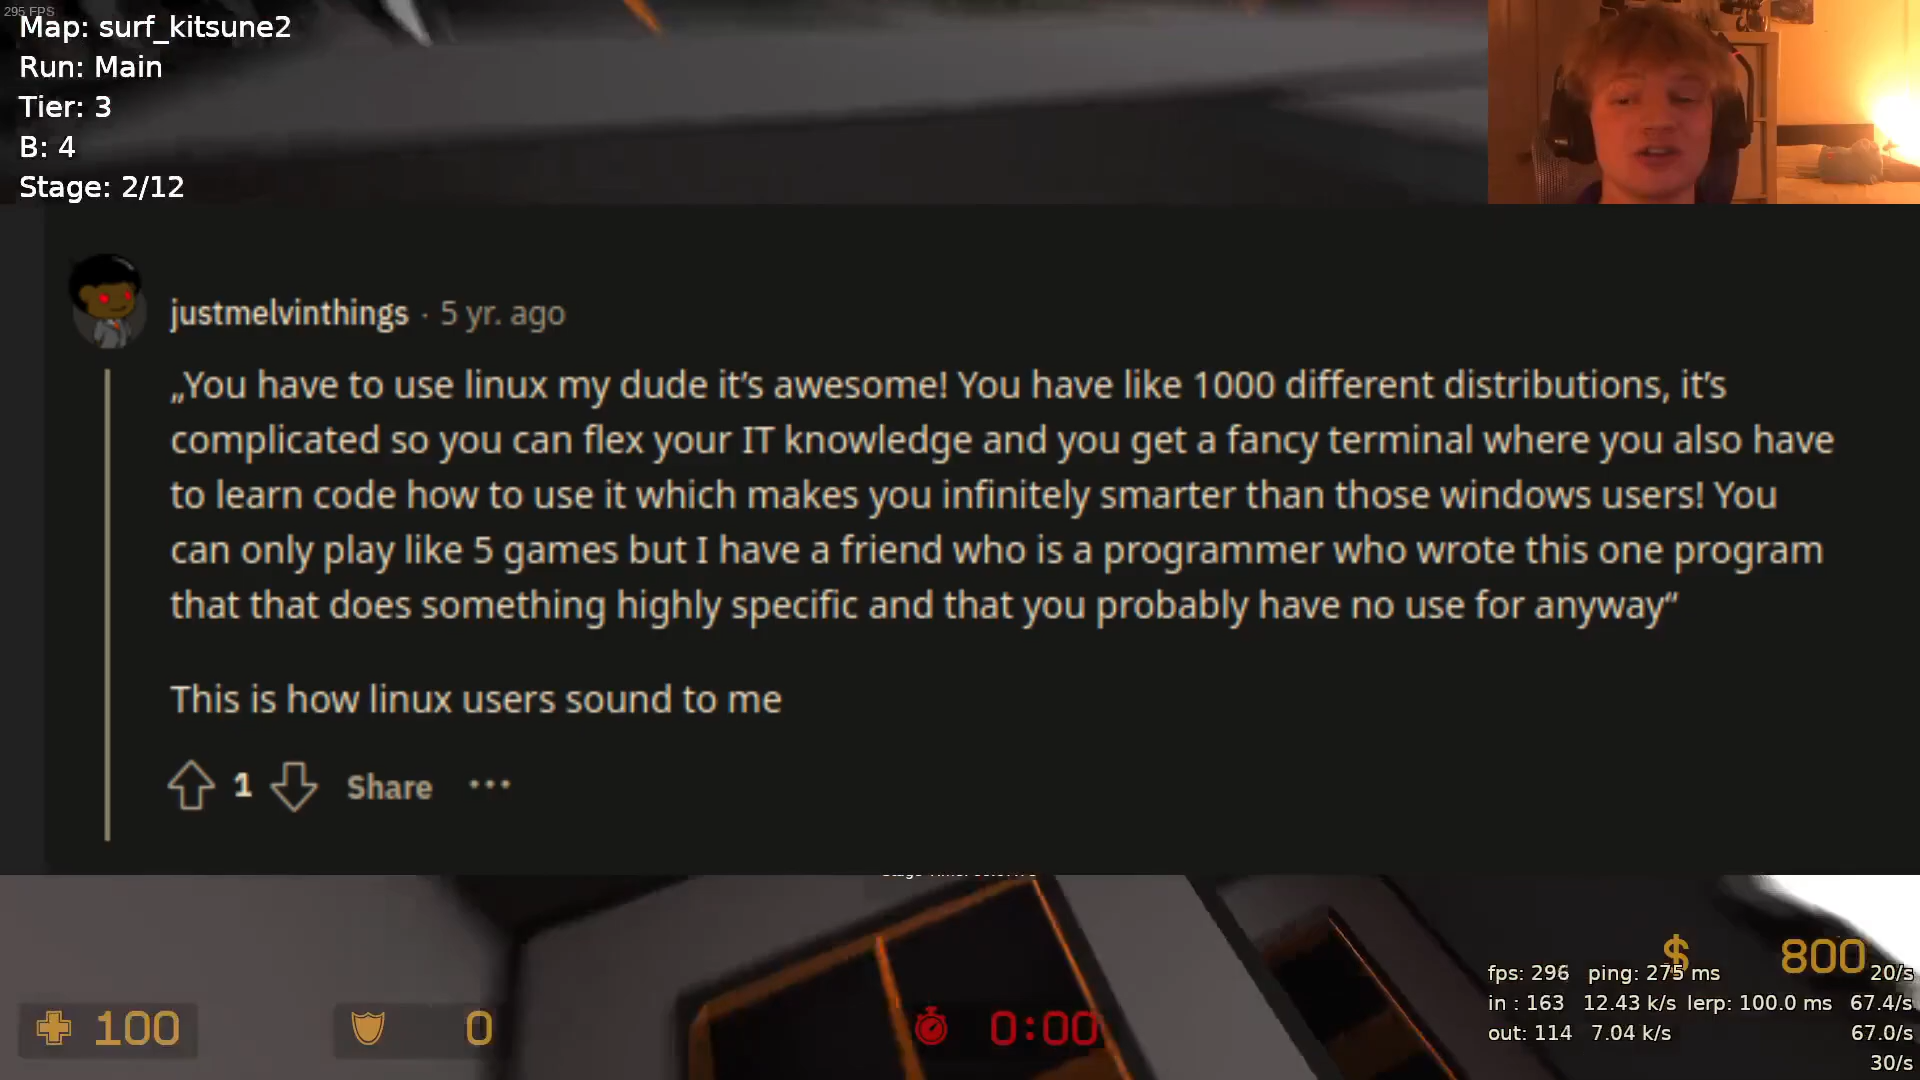 295 FPS
Map: surf_kitsune2
Run: Main
Tier: 3
B: 4
Stage: 2/12
justmelvinthings · 5 yr. ago
„You have to use linux my dude it’s awesome! You have like 1000 different distributions, it’s
complicated so you can flex your IT knowledge and you get a fancy terminal where you also have
to learn code how to use it which makes you infinitely smarter than those windows users! You
can only play like 5 games but I have a friend who is a programmer who wrote this one program
that that does something highly specific and that you probably have no use for anyway“
This is how linux users sound to me
1 Share ···
$ 800
fps: 296 ping: 275 ms 20/s
in : 163 12.43 k/s lerp: 100.0 ms 67.4/s
out: 114 7.04 k/s 67.0/s
30/s
100 0 0:00